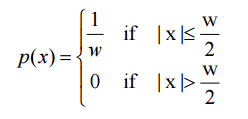 p(x) = { 1/w if | x | ≤ w/2
0 if | x | > w/2